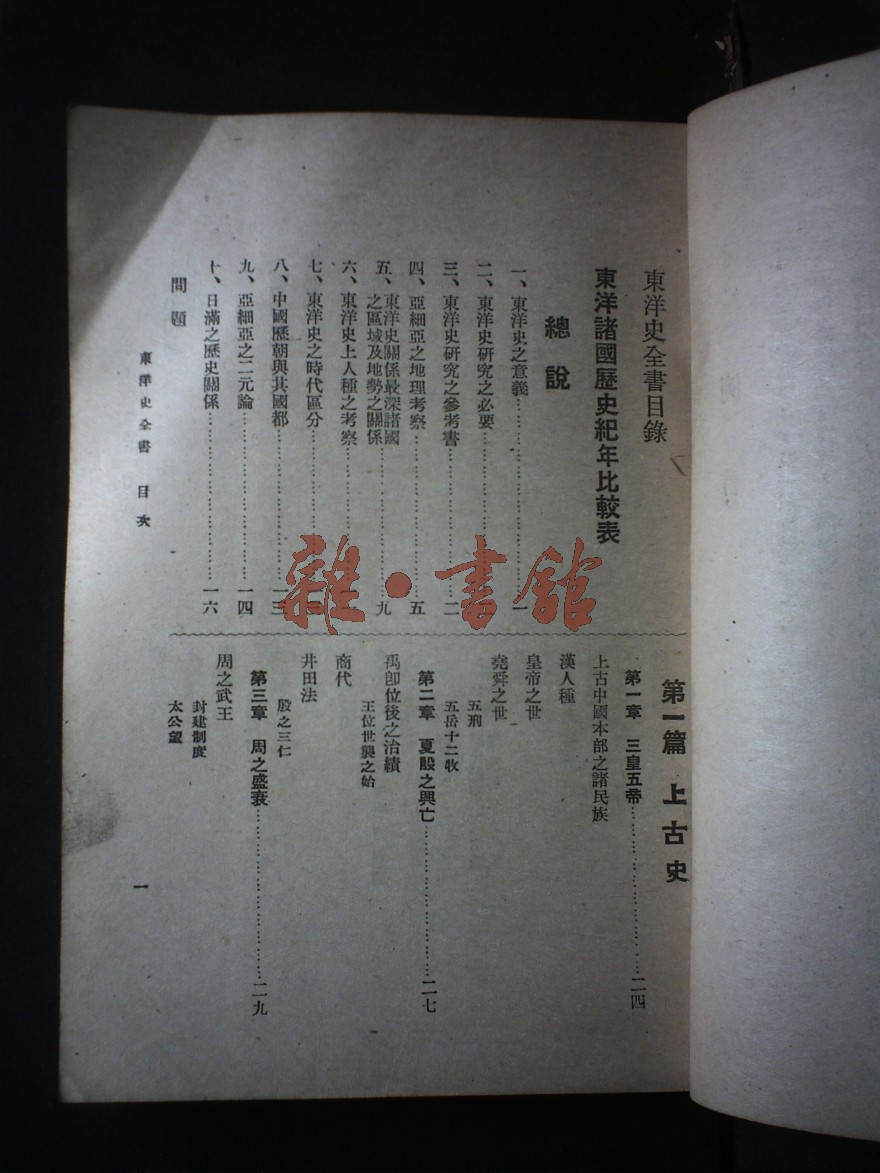 東洋史全書目錄
東洋諸國歷史紀年比較表
總說
一、東洋史之意義……一
二、東洋史研究之必要……
三、東洋史研究之參考書……二
四、亞細亞之地理考察……五
五、東洋史關係最深諸國
之區域及地勢之關係……九
六、東洋史上人種之考察……
七、東洋史之時代區分……
八、中國歷朝與其國都……一三
九、亞細亞之二元論……一四
十、日滿之歷史關係……一六
問題
第一篇 上古史
第一章 三皇五帝……二四
上古中國本部之諸民族
漢人種
皇帝之世
堯舜之世
五刑
五岳十二牧
第二章 夏殷之興亡……二七
禹卽位後之治績
王位世襲之始
商代
井田法
殷之三仁
第三章 周之盛衰……二九
周之武王
封建制度
太公望
東洋史全書 目次
一
雜·書館